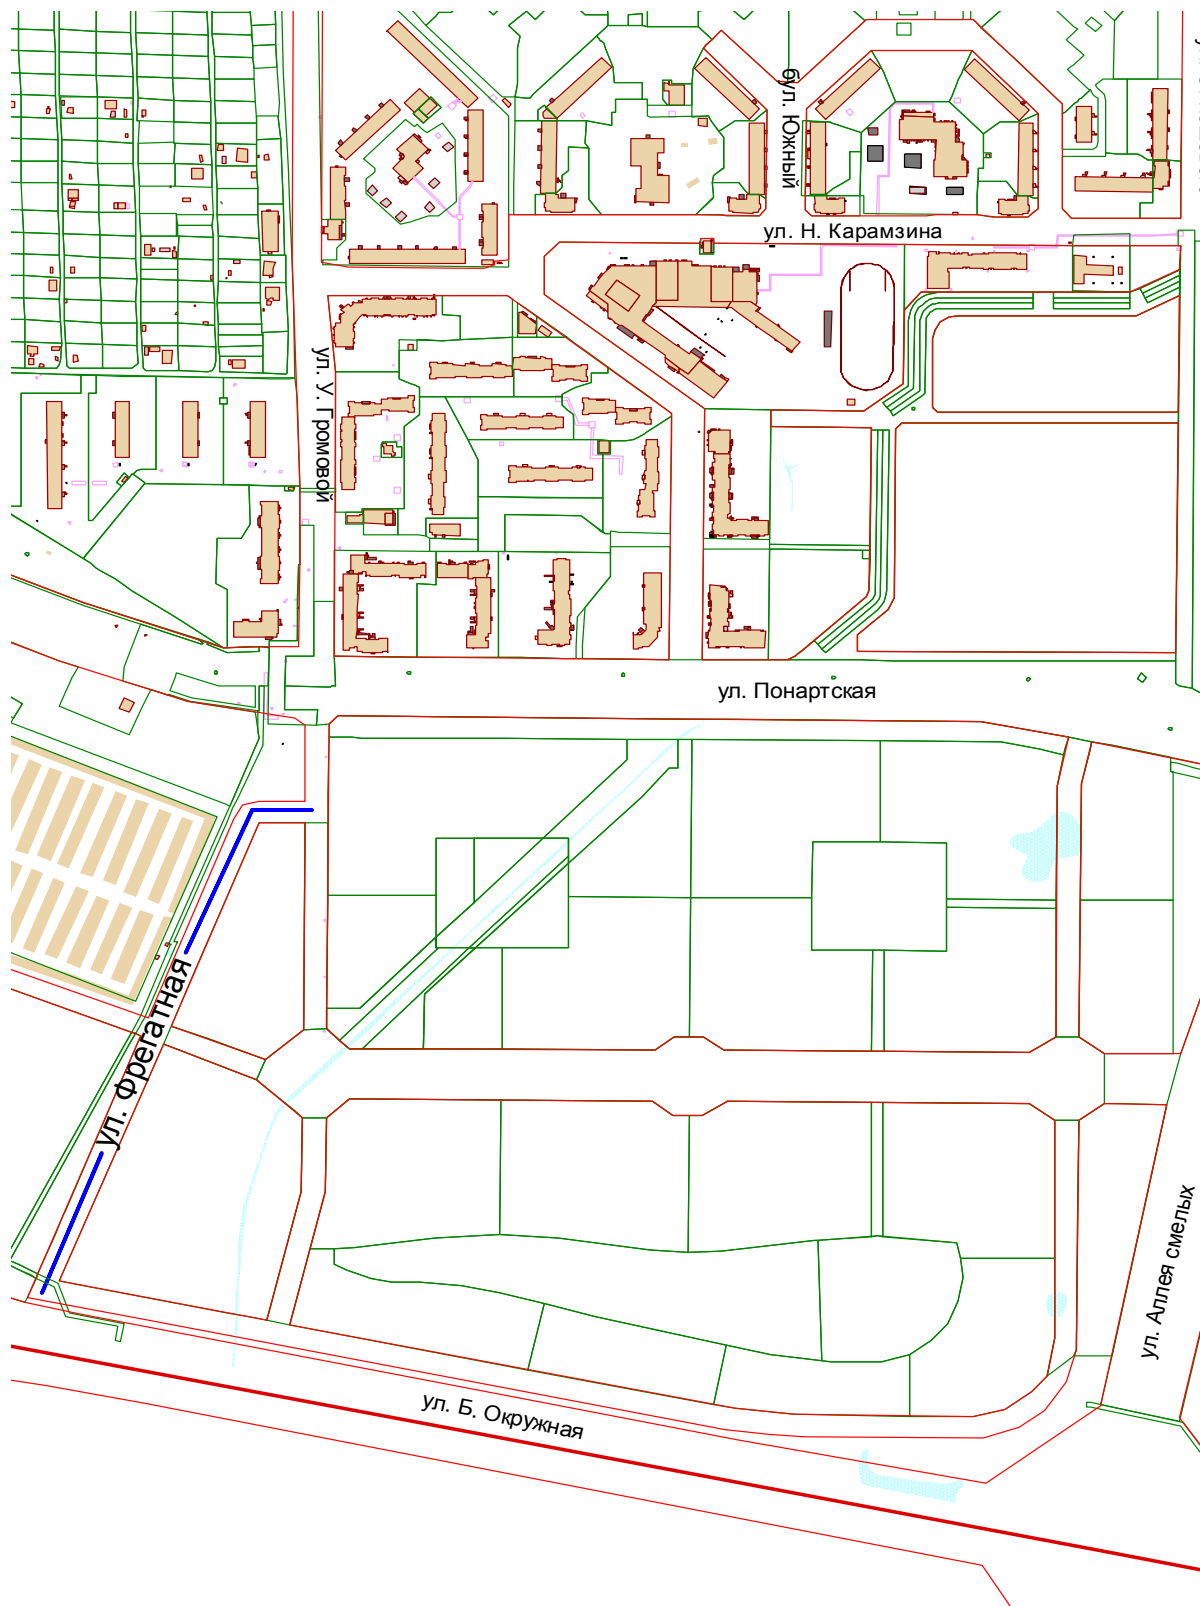 бул. Южный
ул. Н. Карамзина
ул. У. Громовой
ул. Понартская
ул. Фрегатная
ул. Аллея смелых
ул. Б. Окружная